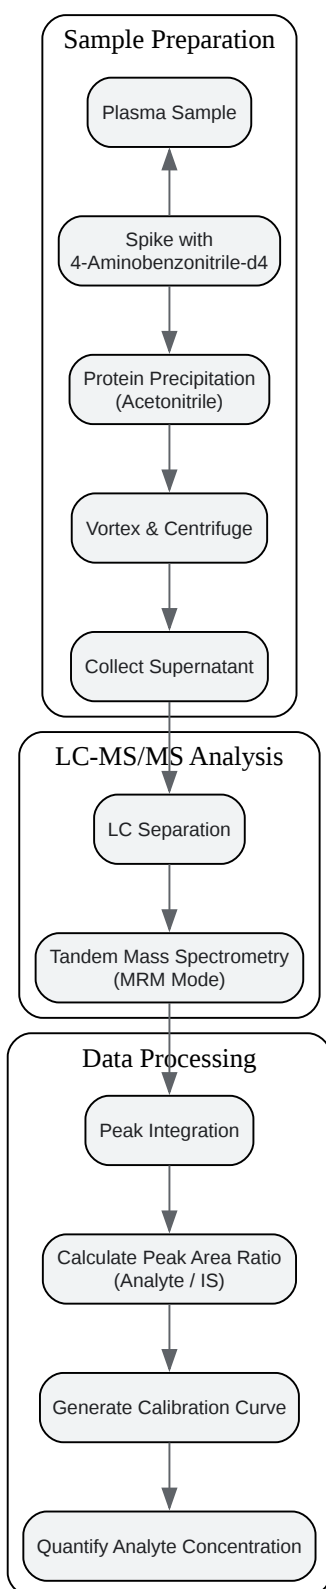 Sample Preparation
Plasma Sample
Spike with
4-Aminobenzonitrile-d4
Protein Precipitation
(Acetonitrile)
Vortex & Centrifuge
Collect Supernatant
LC-MS/MS Analysis
LC Separation
Tandem Mass Spectrometry
(MRM Mode)
Data Processing
Peak Integration
Calculate Peak Area Ratio
(Analyte / IS)
Generate Calibration Curve
Quantify Analyte Concentration